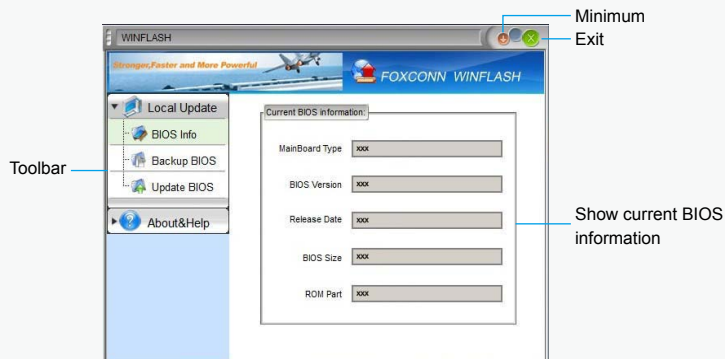 Minimum
Exit
WINFLASH
Stronger,Faster and More Powerful
FOXCONN WINFLASH
Toolbar
Local Update
BIOS Info
Backup BIOS
Update BIOS
About&Help
Current BIOS information:
MainBoard Type xxx
BIOS Version xxx
Release Date xxx
BIOS Size xxx
ROM Part xxx
Show current BIOS
information